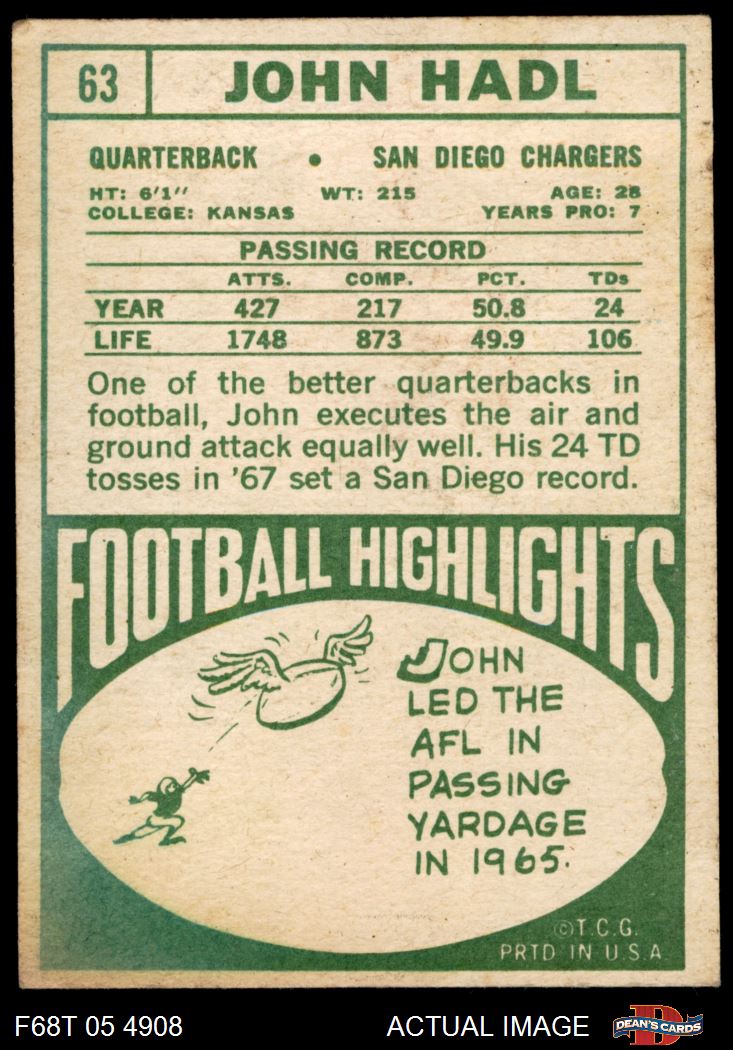 63 JOHN HADL
QUARTERBACK • SAN DIEGO CHARGERS
HT: 6'1" WT: 215 AGE: 28
COLLEGE: KANSAS YEARS PRO: 7
PASSING RECORD
ATTS. COMP. PCT. TDs
YEAR 427 217 50.8 24
LIFE 1748 873 49.9 106
One of the better quarterbacks in
football, John executes the air and
ground attack equally well. His 24 TD
tosses in '67 set a San Diego record.
FOOTBALL HIGHLIGHTS
JOHN
LED THE
AFL IN
PASSING
YARDAGE
IN 1965.
©T.C.G.
PRTD IN U.S.A
F68T 05 4908 ACTUAL IMAGE D DEAN'S CARDS